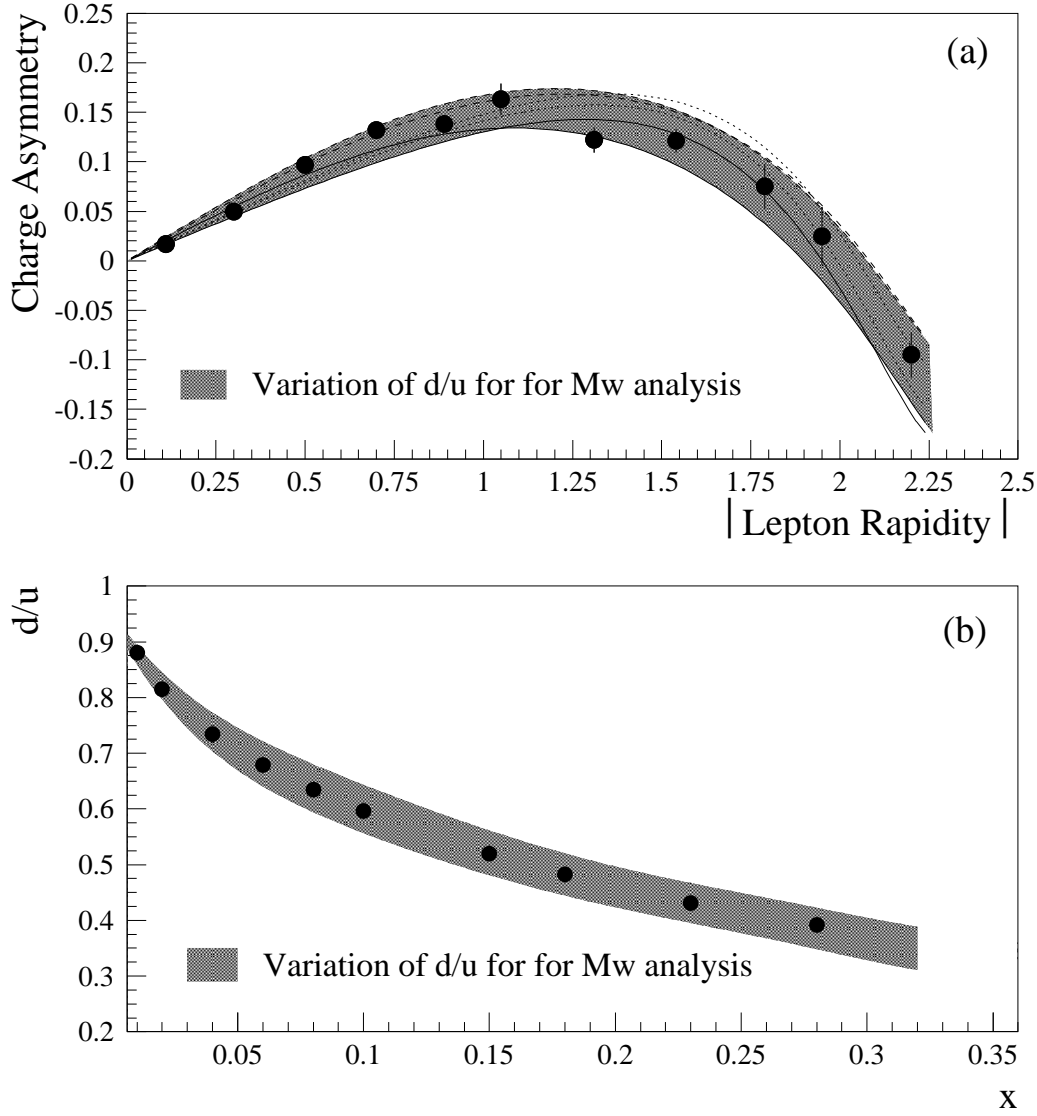 0.25
(a)
0.2
0.15
0.1
0.05
0
-0.05
-0.1
-0.15
-0.2
Charge Asymmetry
Variation of d/u for for Mw analysis
0 0.25 0.5 0.75 1 1.25 1.5 1.75 2 2.25 2.5
|Lepton Rapidity|
1
(b)
0.9
0.8
0.7
0.6
0.5
0.4
0.3
0.2
d/u
Variation of d/u for for Mw analysis
0.05 0.1 0.15 0.2 0.25 0.3 0.35
x